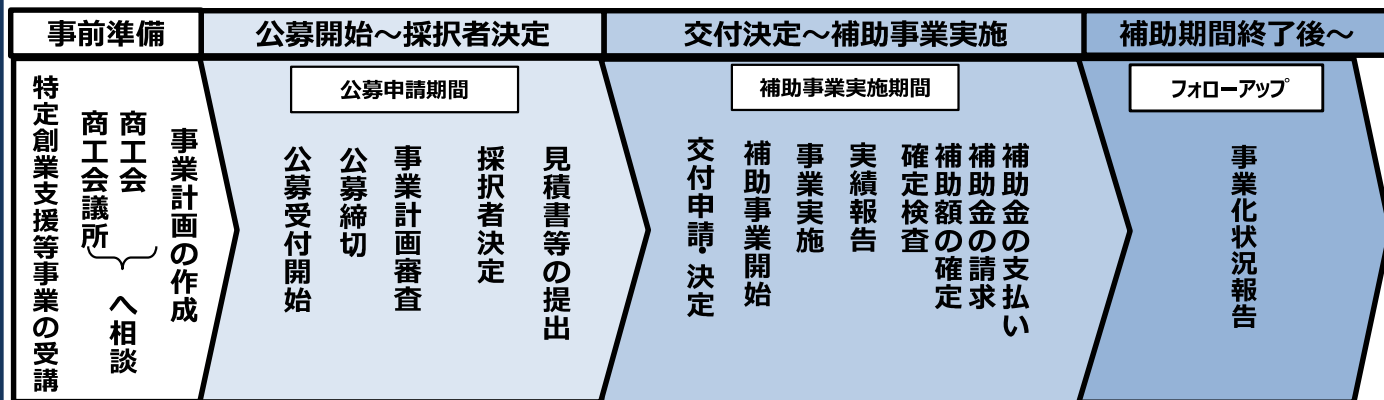 事前準備
特定創業支援等事業の受講
商工会議所
商工会
へ相談
事業計画の作成
公募開始～採択者決定
公募申請期間
公募受付開始
公募締切
事業計画審査
採択者決定
見積書等の提出
交付決定～補助事業実施
補助事業実施期間
交付申請・決定
補助事業開始
事業実施
実績報告
確定検査
補助額の確定
補助金の請求
補助金の支払い
補助期間終了後～
フォローアップ
事業化状況報告